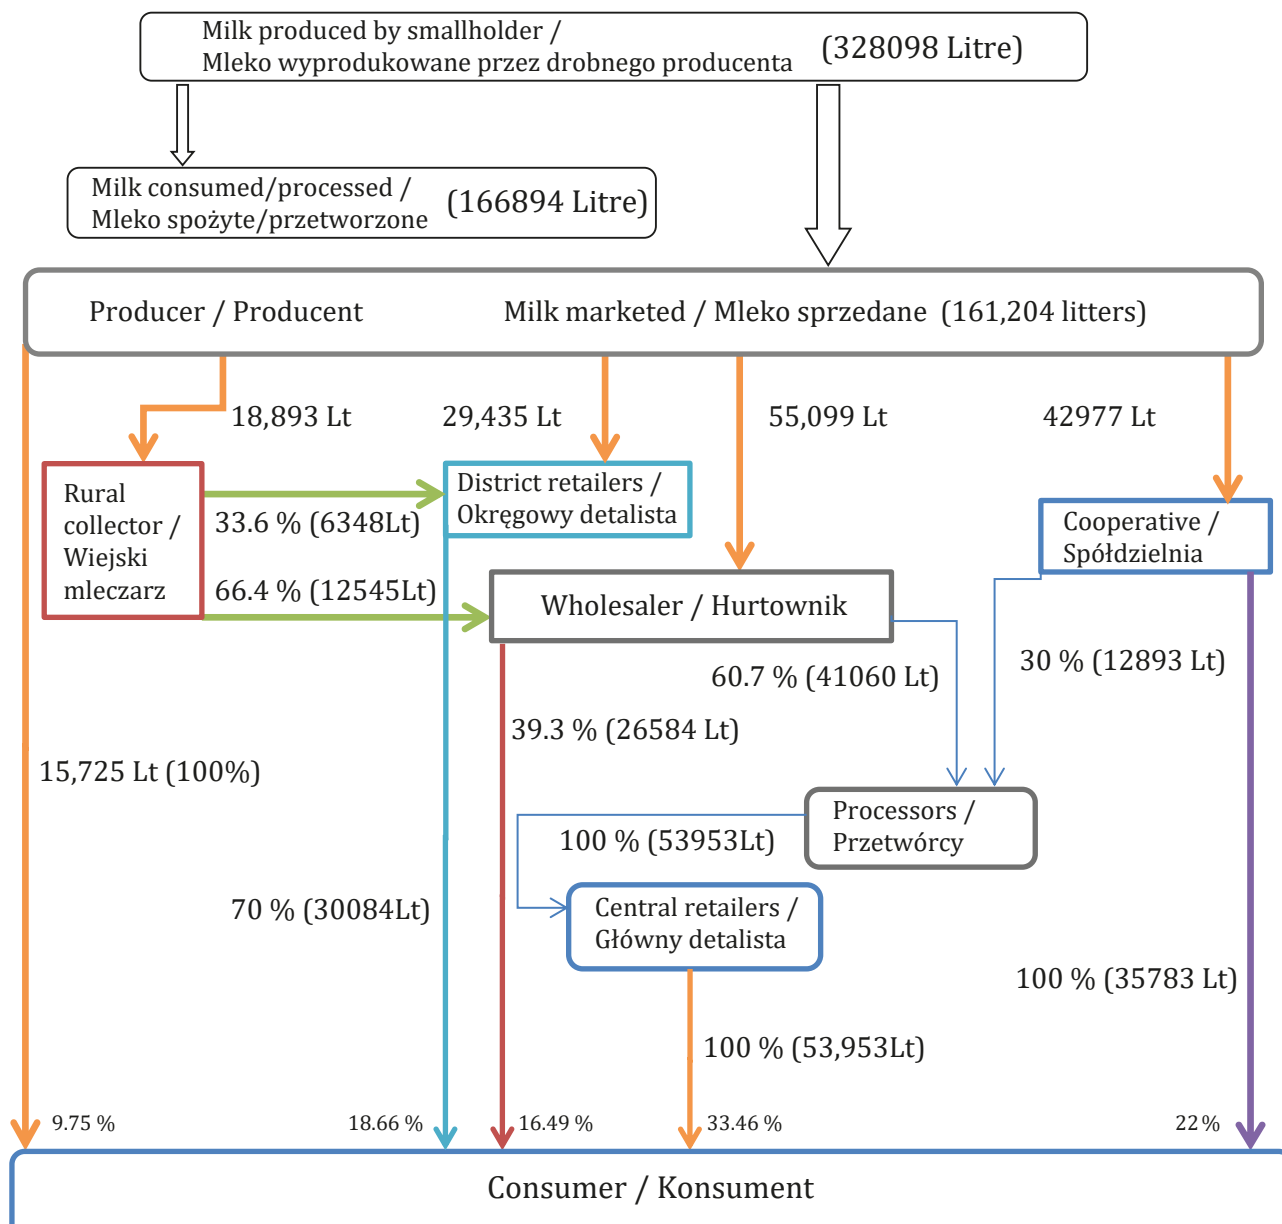 Milk produced by smallholder /
Mleko wyprodukowane przez drobnego producenta
(328098 Litre)
Milk consumed/processed /
Mleko spożyte/przetworzone
(166894 Litre)
Producer / Producent
Milk marketed / Mleko sprzedane (161,204 litters)
18,893 Lt
29,435 Lt
55,099 Lt
42977 Lt
Rural
collector /
Wiejski
mleczarz
33.6 % (6348Lt)
66.4 % (12545Lt)
District retailers /
Okręgowy detalista
Cooperative /
Spółdzielnia
Wholesaler / Hurtownik
60.7 % (41060 Lt)
30 % (12893 Lt)
39.3 % (26584 Lt)
15,725 Lt (100%)
Processors /
Przetwórcy
100 % (53953Lt)
70 % (30084Lt)
Central retailers /
Główny detalista
100 % (35783 Lt)
100 % (53,953Lt)
9.75 %
18.66 %
16.49 %
33.46 %
22 %
Consumer / Konsument